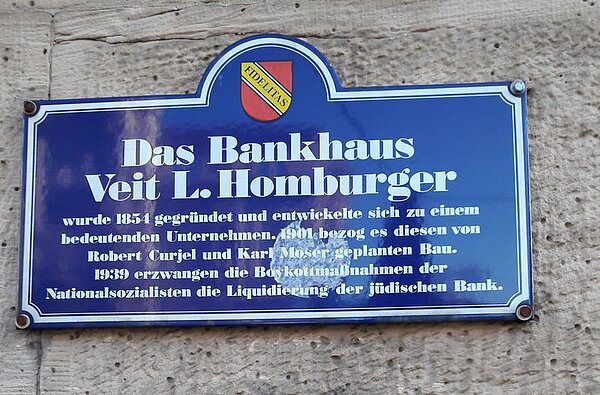 FIDELITAS
Das Bankhaus
Veit L. Homburger
wurde 1854 gegründet und entwickelte sich zu einem
bedeutenden Unternehmen. 1901 bezog es diesen von
Robert Curjel und Karl Moser geplanten Bau.
1939 erzwangen die Boykottmaßnahmen der
Nationalsozialisten die Liquidierung der jüdischen Bank.